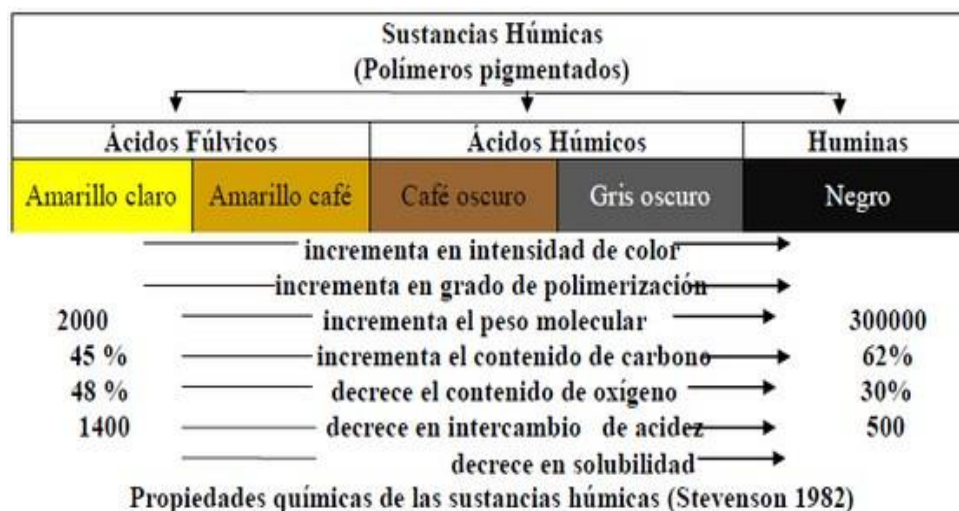 Sustancias Húmicas
(Polímeros pigmentados)
Ácidos Fúlvicos Ácidos Húmicos Huminas
Amarillo claro Amarillo café Café oscuro Gris oscuro Negro
incrementa en intensidad de color
incrementa en grado de polimerización
2000 incrementa el peso molecular 300000
45 % incrementa el contenido de carbono 62%
48 % decrece el contenido de oxígeno 30%
1400 decrece en intercambio de acidez 500
decrece en solubilidad
Propiedades químicas de las sustancias húmicas (Stevenson 1982)